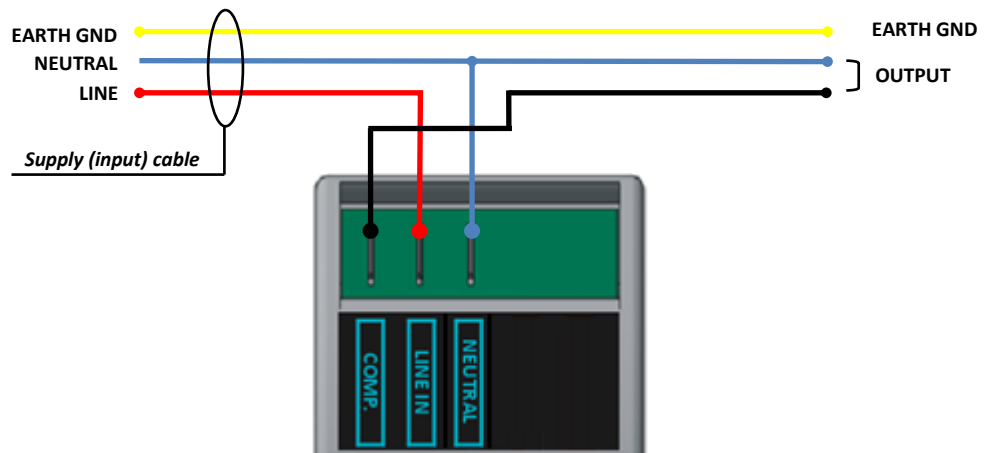 EARTH GND
EARTH GND
NEUTRAL
OUTPUT
LINE
Supply (input) cable
COMP.
LINE IN
NEUTRAL